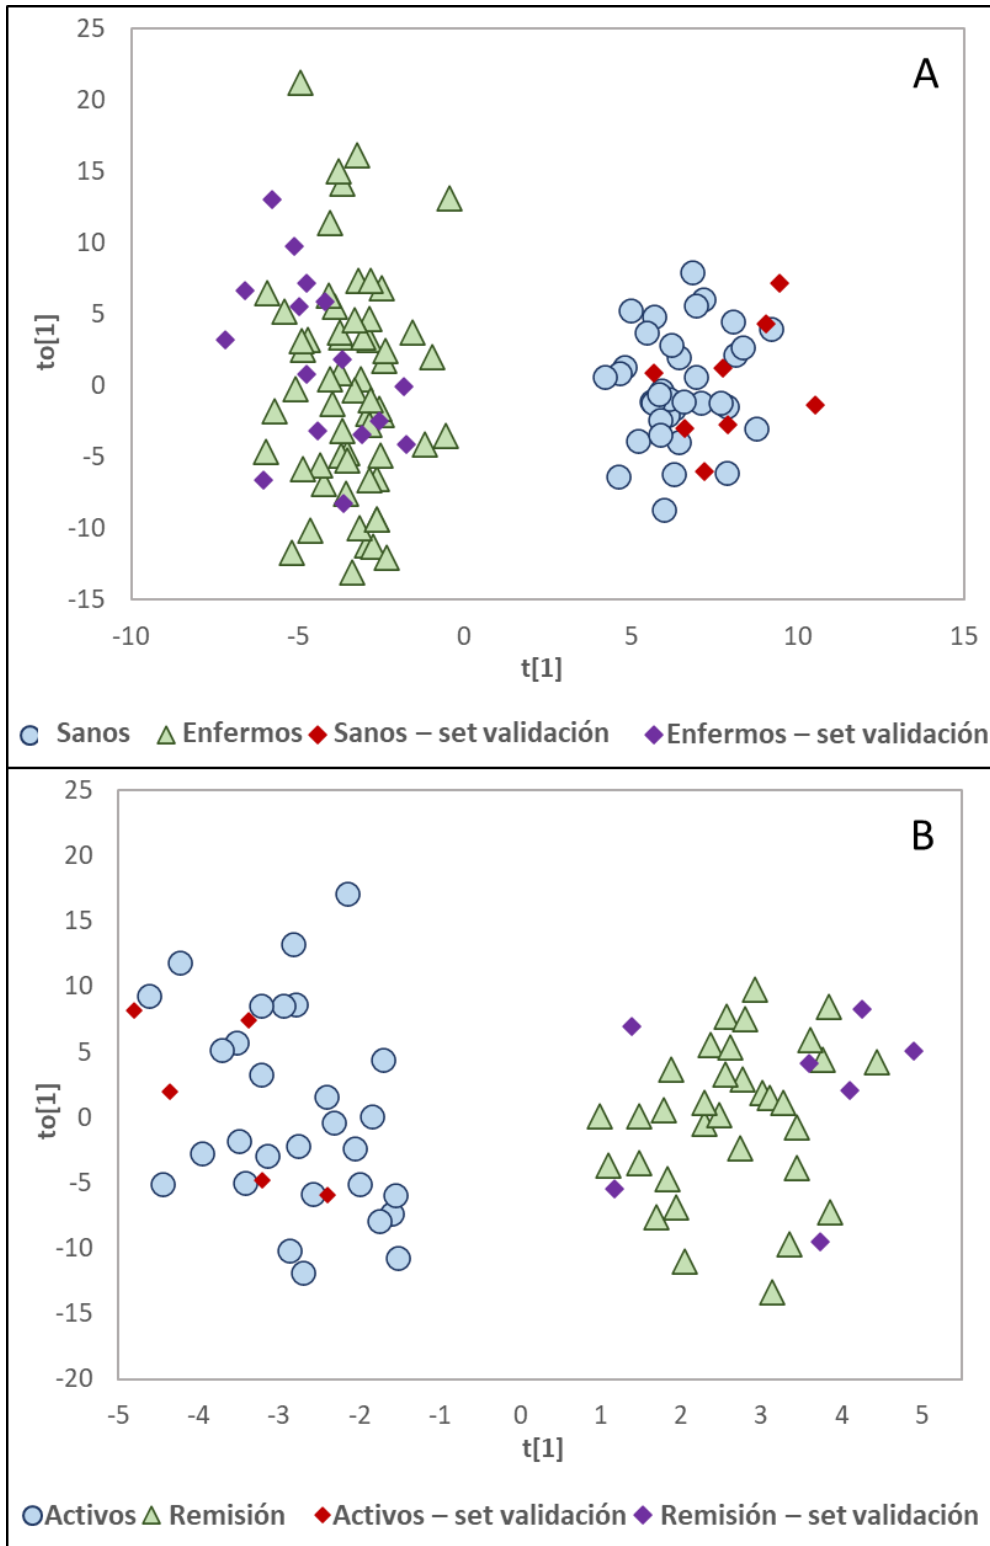 A
25
20
15
10
5
0
-5
-10
-15
to[1]
-10 -5 0 5 10 15
t[1]
Sanos Enfermos Sanos – set validación Enfermos – set validación
B
25
20
15
10
5
0
-5
-10
-15
-20
to[1]
-5 -4 -3 -2 -1 0 1 2 3 4 5
t[1]
Activos Remisión Activos – set validación Remisión – set validación